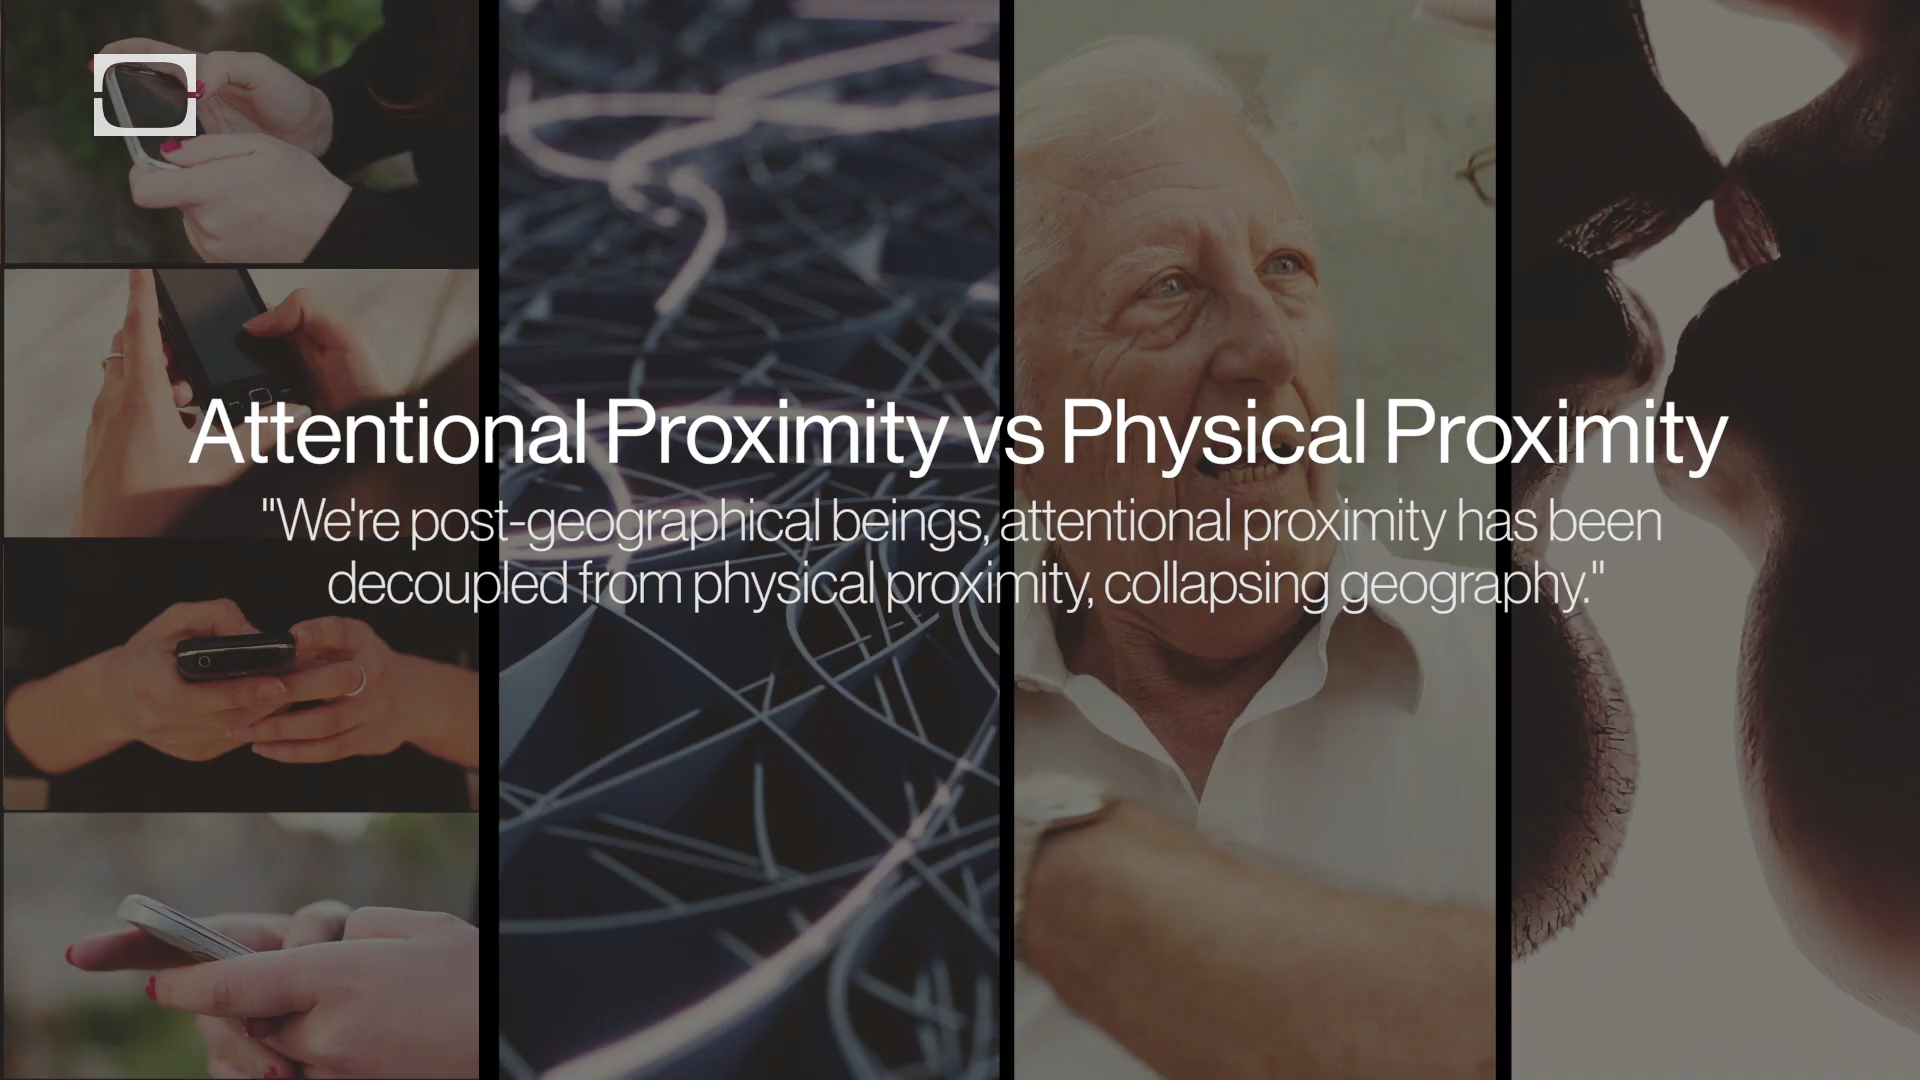 Attentional Proximity vs Physical Proximity
"We're post-geographical beings, attentional proximity has been
decoupled from physical proximity, collapsing geography."